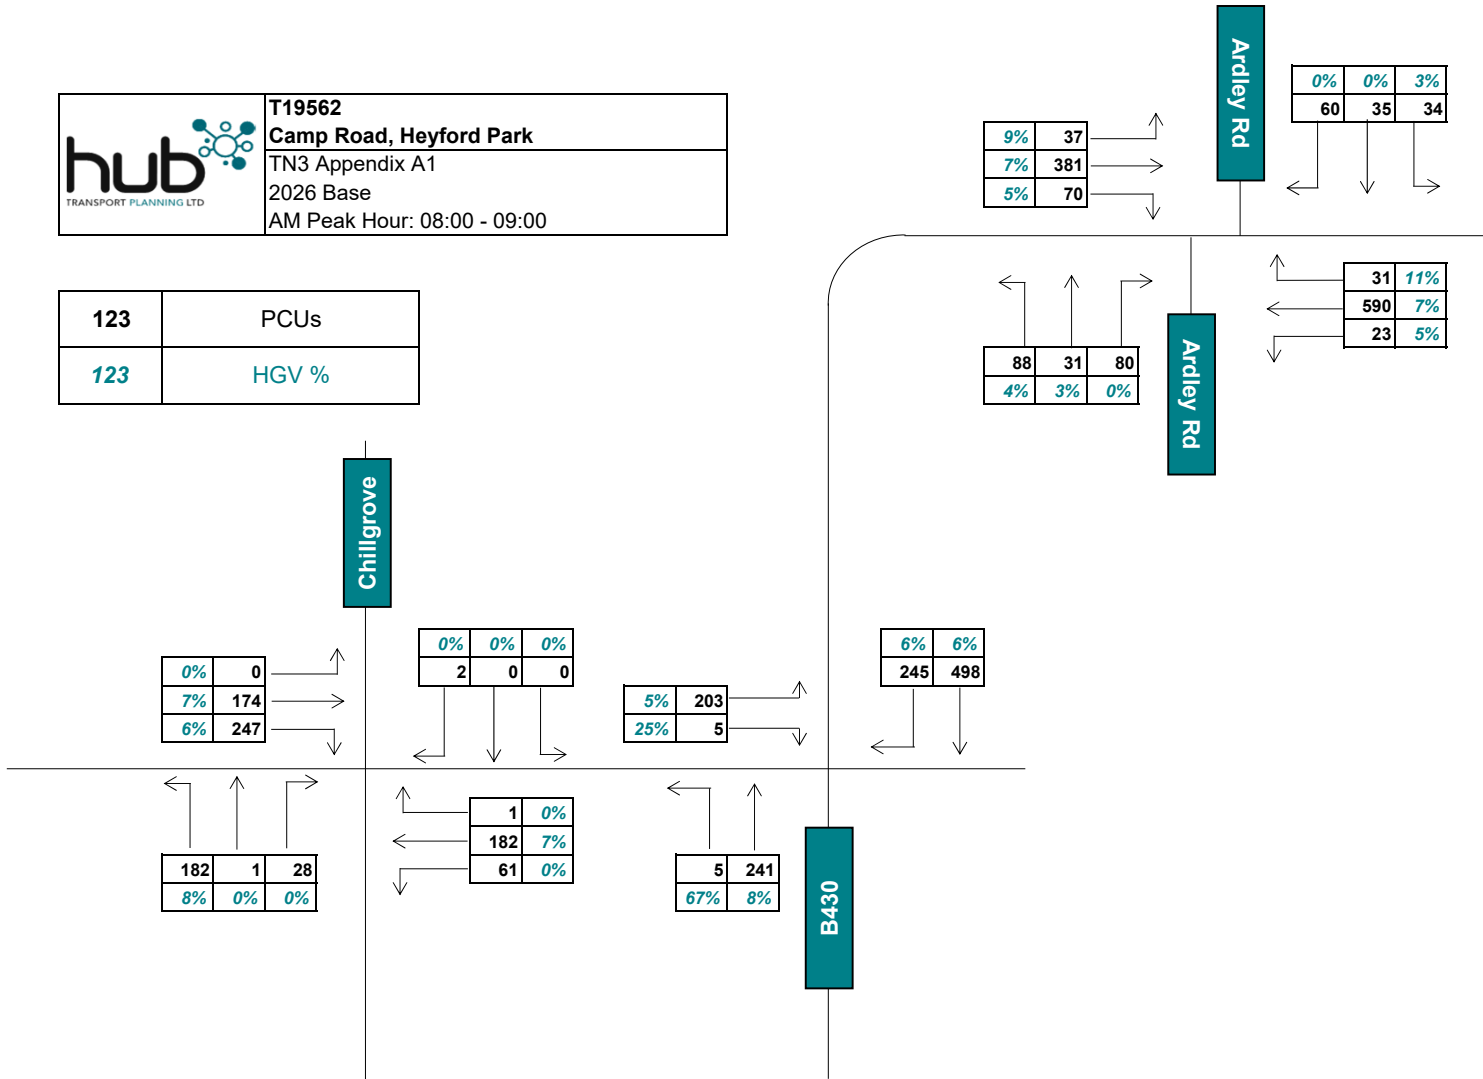 hub
TRANSPORT PLANNING LTD
T19562
Camp Road, Heyford Park
TN3 Appendix A1
2026 Base
AM Peak Hour: 08:00 - 09:00
123 PCUs
123 HGV %
Ardley Rd
0% 0% 3%
60 35 34
9% 37
7% 381
5% 70
31 11%
590 7%
23 5%
88 31 80
4% 3% 0%
Ardley Rd
Chillgrove
0% 0
7% 174
6% 247
0% 0% 0%
2 0 0
5% 203
25% 5
6% 6%
245 498
1 0%
182 7%
61 0%
182 1 28
8% 0% 0%
5 241
67% 8%
B430